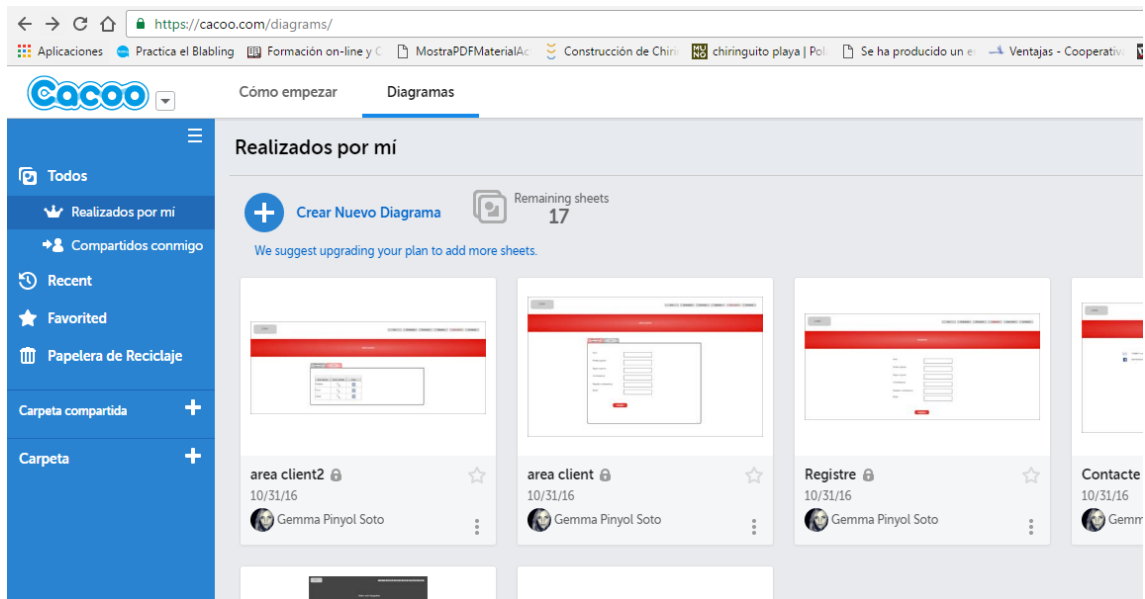 https://cacoo.com/diagrams/
Aplicaciones Practica el Blabling Formación on-line y C MostraPDFMaterialAc Construcción de Chiri chiringuito playa | Pol Se ha producido un e Ventajas - Cooperativ
Cacoo Cómo empezar Diagramas
Realizados por mí
Todos
Realizados por mí
Compartidos conmigo
Recent
Favorited
Papelera de Reciclaje
Carpeta compartida
Carpeta
Crear Nuevo Diagrama
Remaining sheets
17
We suggest upgrading your plan to add more sheets.
area client2
10/31/16
Gemma Pinyol Soto
area client
10/31/16
Gemma Pinyol Soto
Registre
10/31/16
Gemma Pinyol Soto
Contacte
10/31/16
Gemm